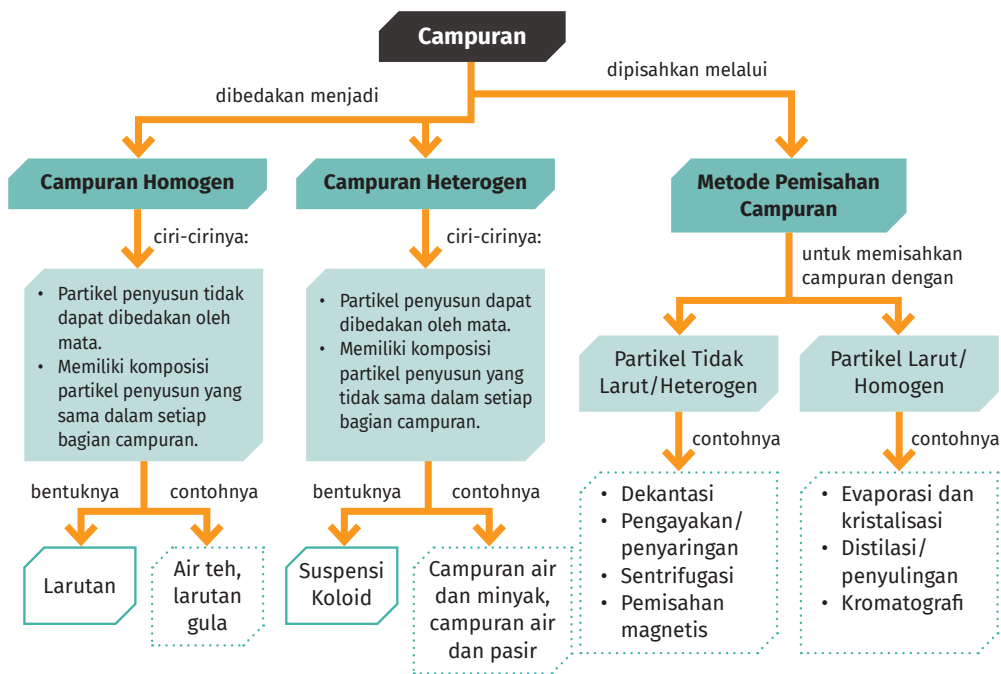 Campuran
dibedakan menjadi
dipisahkan melalui
Campuran Homogen
ciri-cirinya:
• Partikel penyusun tidak
dapat dibedakan oleh
mata.
• Memiliki komposisi
partikel penyusun yang
sama dalam setiap
bagian campuran.
bentuknya
contohnya
Larutan
Air teh,
larutan
gula
Campuran Heterogen
ciri-cirinya:
• Partikel penyusun dapat
dibedakan oleh mata.
• Memiliki komposisi
partikel penyusun yang
tidak sama dalam setiap
bagian campuran.
bentuknya
contohnya
Suspensi
Koloid
Campuran air
dan minyak,
campuran air
dan pasir
Metode Pemisahan
Campuran
untuk memisahkan
campuran dengan
Partikel Tidak
Larut/Heterogen
contohnya
• Dekantasi
• Pengayakan/
penyaringan
• Sentrifugasi
• Pemisahan
magnetis
Partikel Larut/
Homogen
contohnya
• Evaporasi dan
kristalisasi
• Distilasi/
penyulingan
• Kromatografi